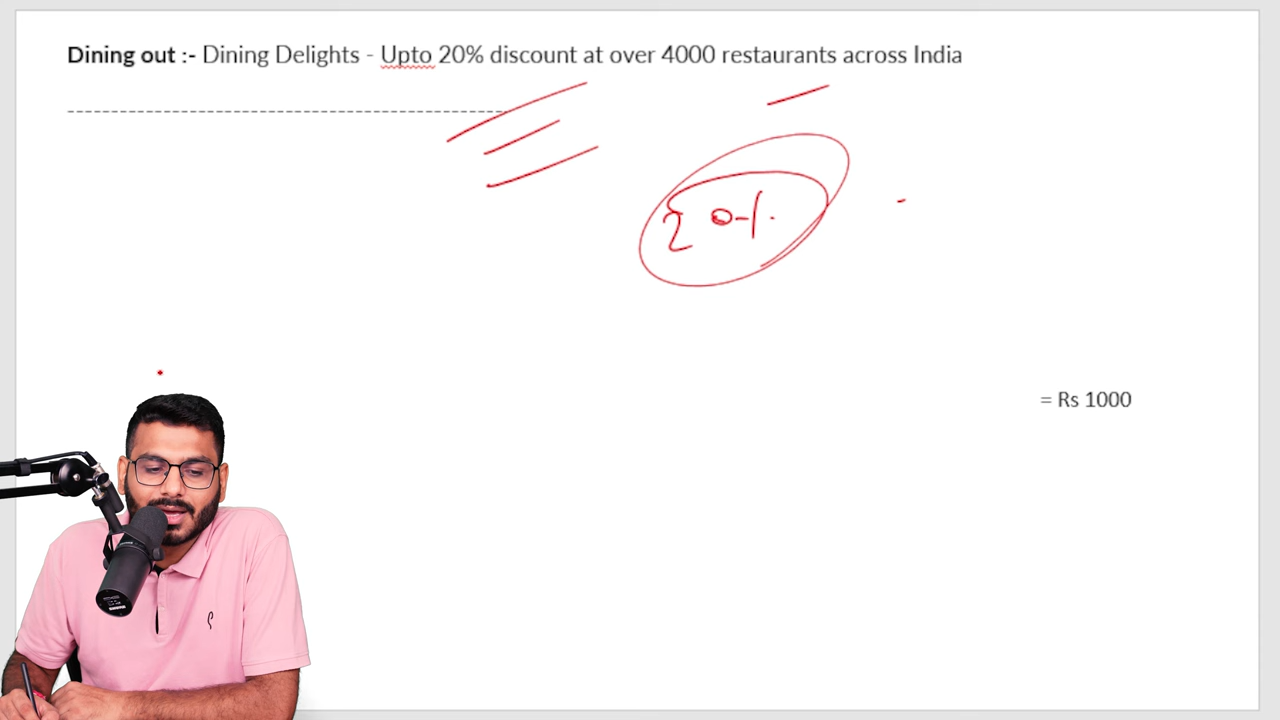 Dining out :- Dining Delights - Upto 20% discount at over 4000 restaurants across India
--------------------------------------------------------
20%.
= Rs 1000